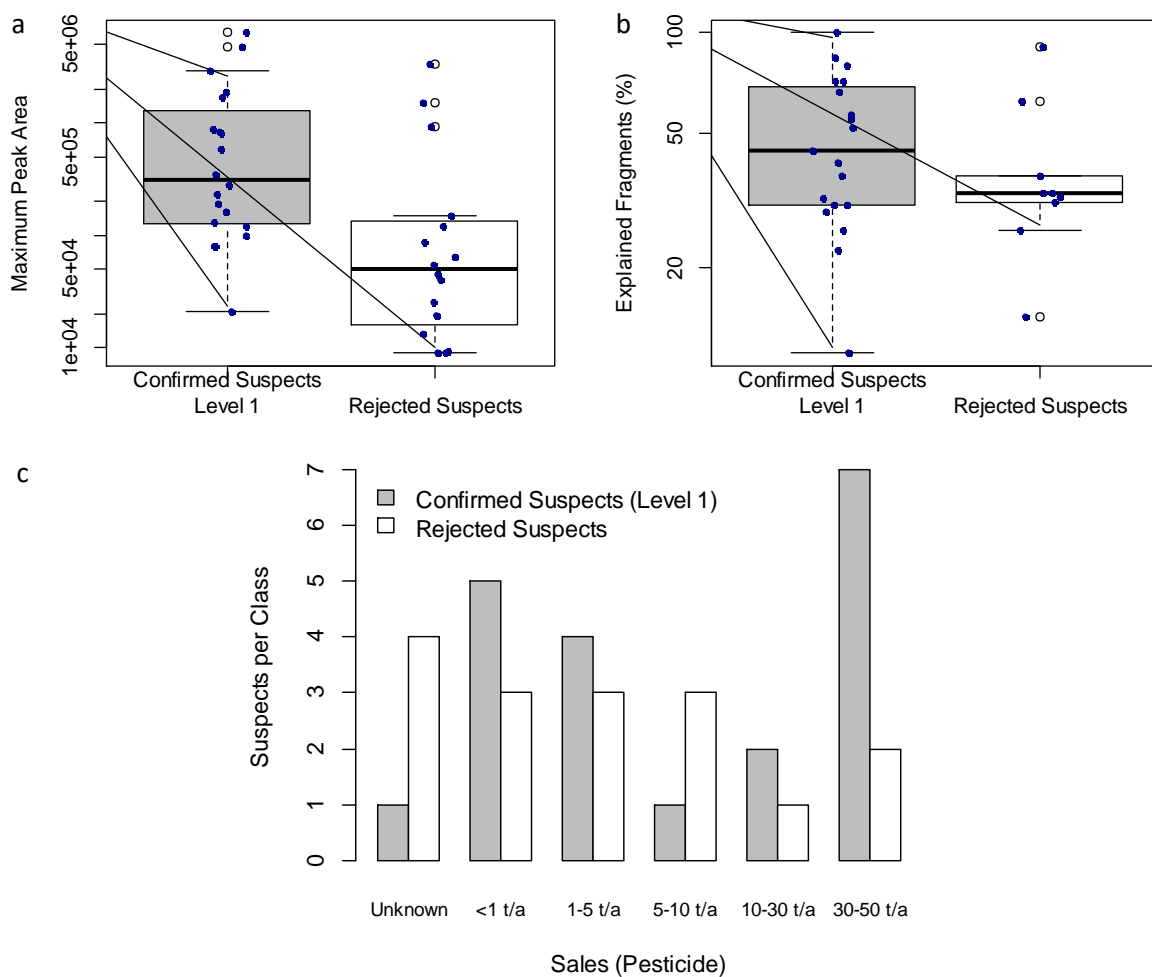 a
5e+06
5e+05
5e+04
1e+04
Maximum Peak Area
Confirmed Suspects
Level 1
Rejected Suspects
b
100
50
20
Explained Fragments (%)
Confirmed Suspects
Level 1
Rejected Suspects
c
Confirmed Suspects (Level 1)
Rejected Suspects
7
6
5
4
3
2
1
0
Suspects per Class
Unknown <1 t/a 1-5 t/a 5-10 t/a 10-30 t/a 30-50 t/a
Sales (Pesticide)